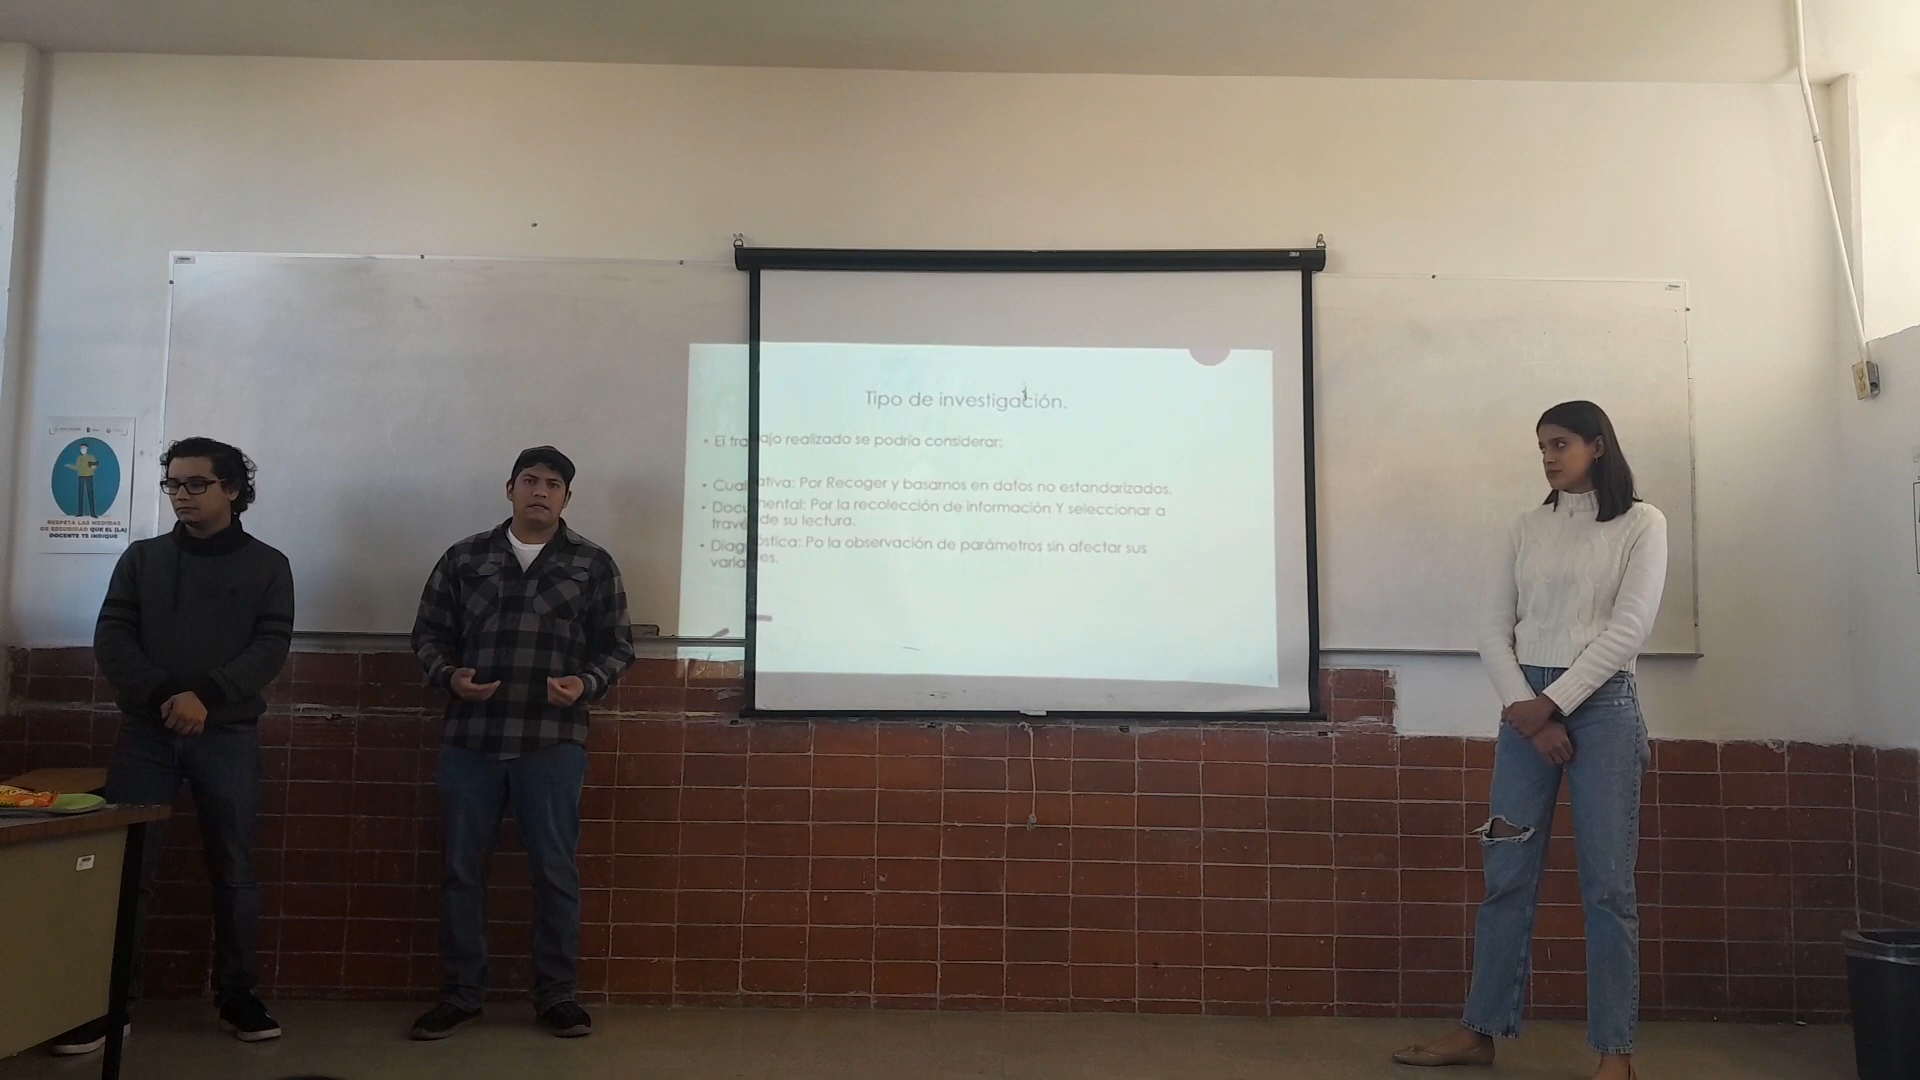 Tipo de investigación.
• El trabajo realizado se podría considerar:
• Cualitativa: Por Recoger y basarnos en datos no estandarizados.
• Documental: Por la recolección de información Y seleccionar a
través de su lectura.
• Diagnóstica: Po la observación de parámetros sin afectar sus
variables.
RESPETA LAS MEDIDAS
DE SEGURIDAD QUE EL (LA)
DOCENTE TE INDIQUE